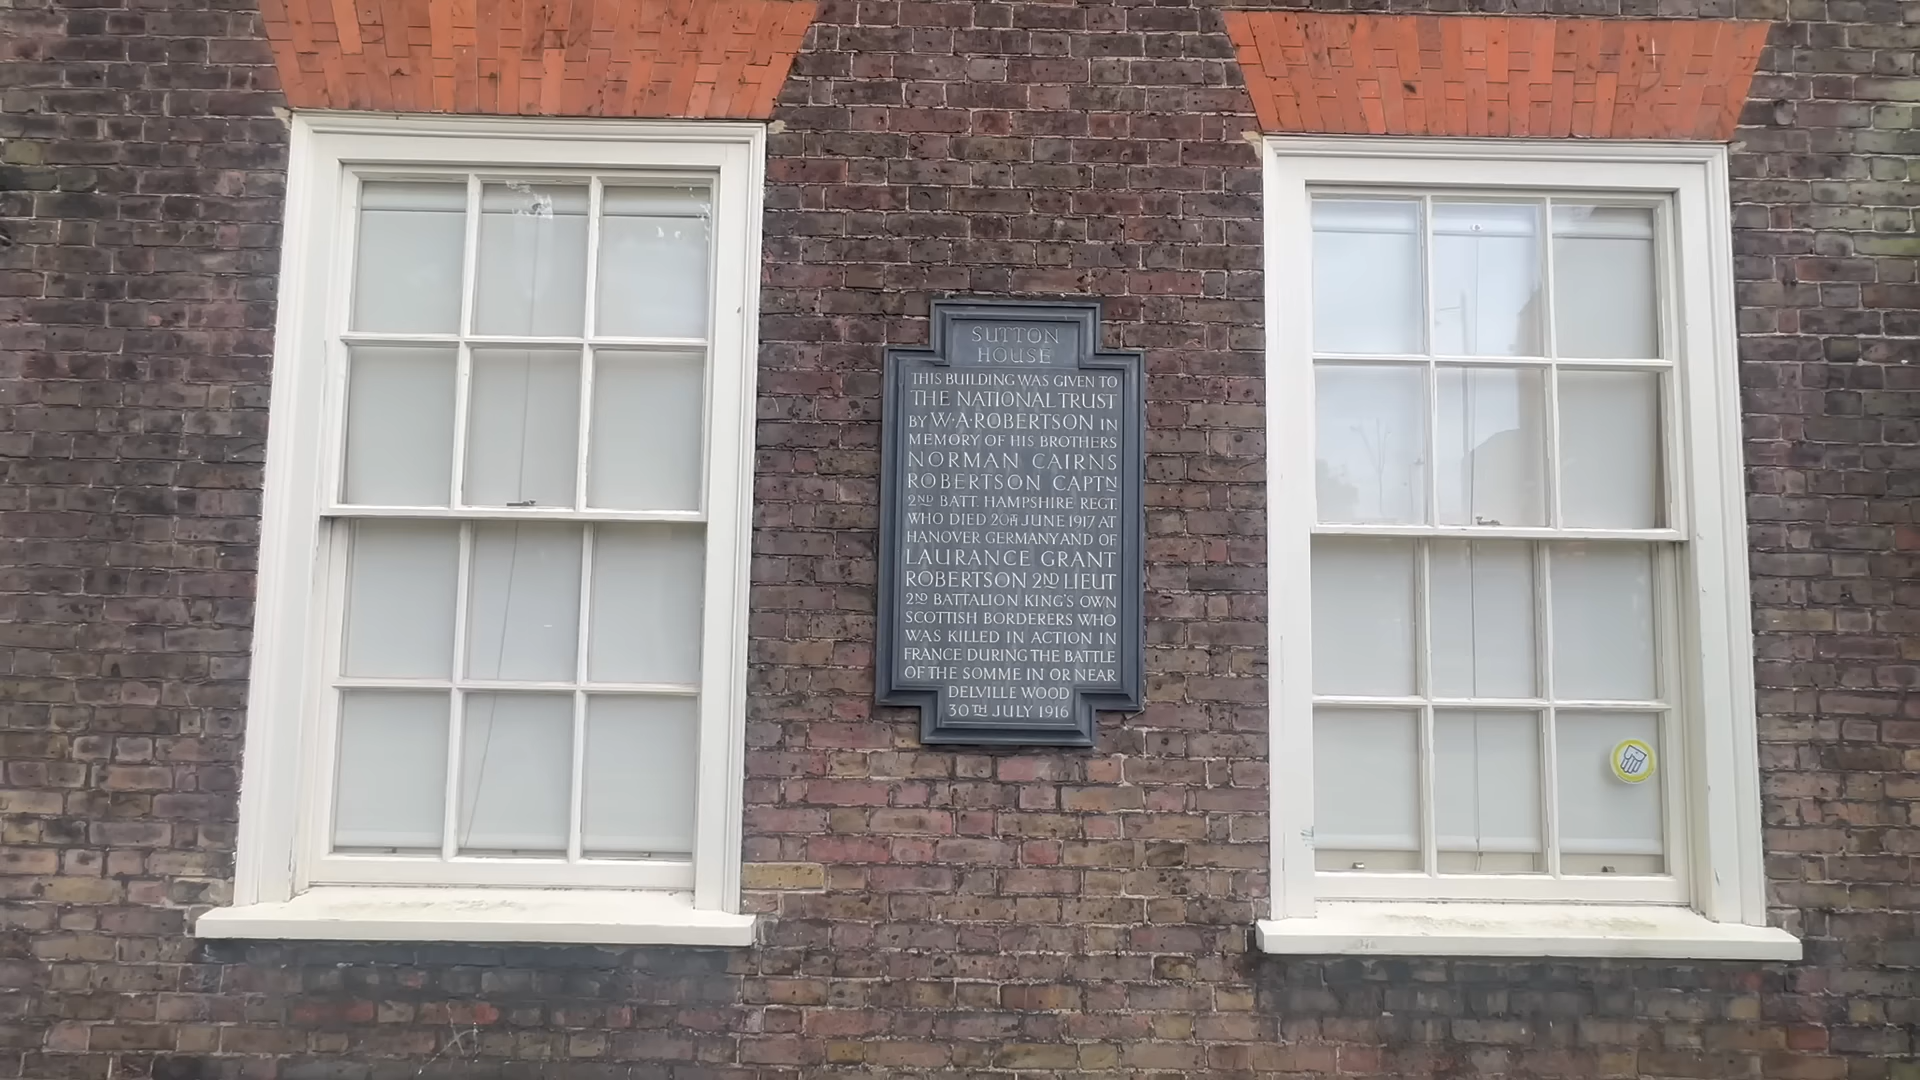 SUTTON
HOUSE
THIS BUILDING WAS GIVEN TO
THE NATIONAL TRUST
BY W·A·ROBERTSON IN
MEMORY OF HIS BROTHERS
NORMAN CAIRNS
ROBERTSON CAPTN
2ND BATT. HAMPSHIRE REGT.
WHO DIED 20TH JUNE 1917 AT
HANOVER GERMANY AND OF
LAURANCE GRANT
ROBERTSON 2ND LIEUT
2ND BATTALION KING'S OWN
SCOTTISH BORDERERS WHO
WAS KILLED IN ACTION IN
FRANCE DURING THE BATTLE
OF THE SOMME IN OR NEAR
DELVILLE WOOD
30TH JULY 1916